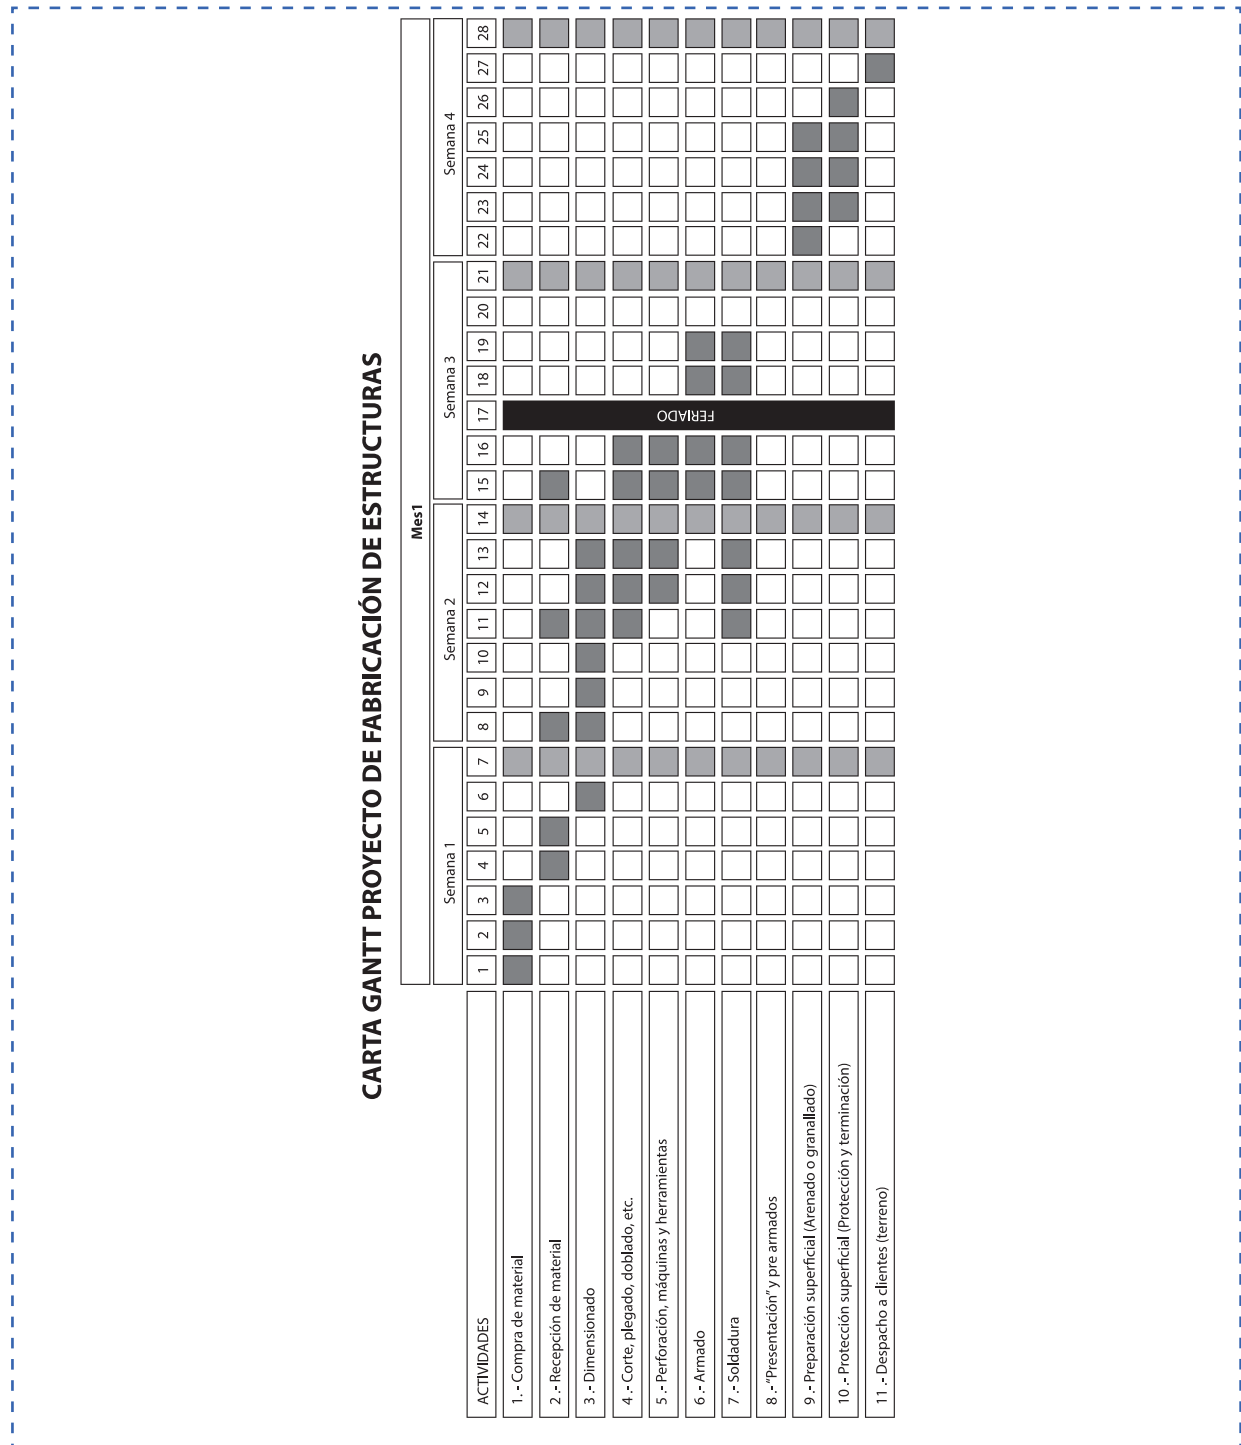 CARTA GANTT PROYECTO DE FABRICACIÓN DE ESTRUCTURAS
Mes1
Semana 1 Semana 2 Semana 3 Semana 4
ACTIVIDADES 1 2 3 4 5 6 7 8 9 10 11 12 13 14 15 16 17 18 19 20 21 22 23 24 25 26 27 28
1.- Compra de material
2 .- Recepción de material
3 .- Dimensionado
4 .- Corte, plegado, doblado, etc.
5 .- Perforación, máquinas y herramientas
6 .- Armado
7 .- Soldadura
8 .- “Presentación” y pre armados
9 .- Preparación superficial (Arenado o granallado)
10 .- Protección superficial (Protección y terminación)
11 .- Despacho a clientes (terreno)
FERIADO